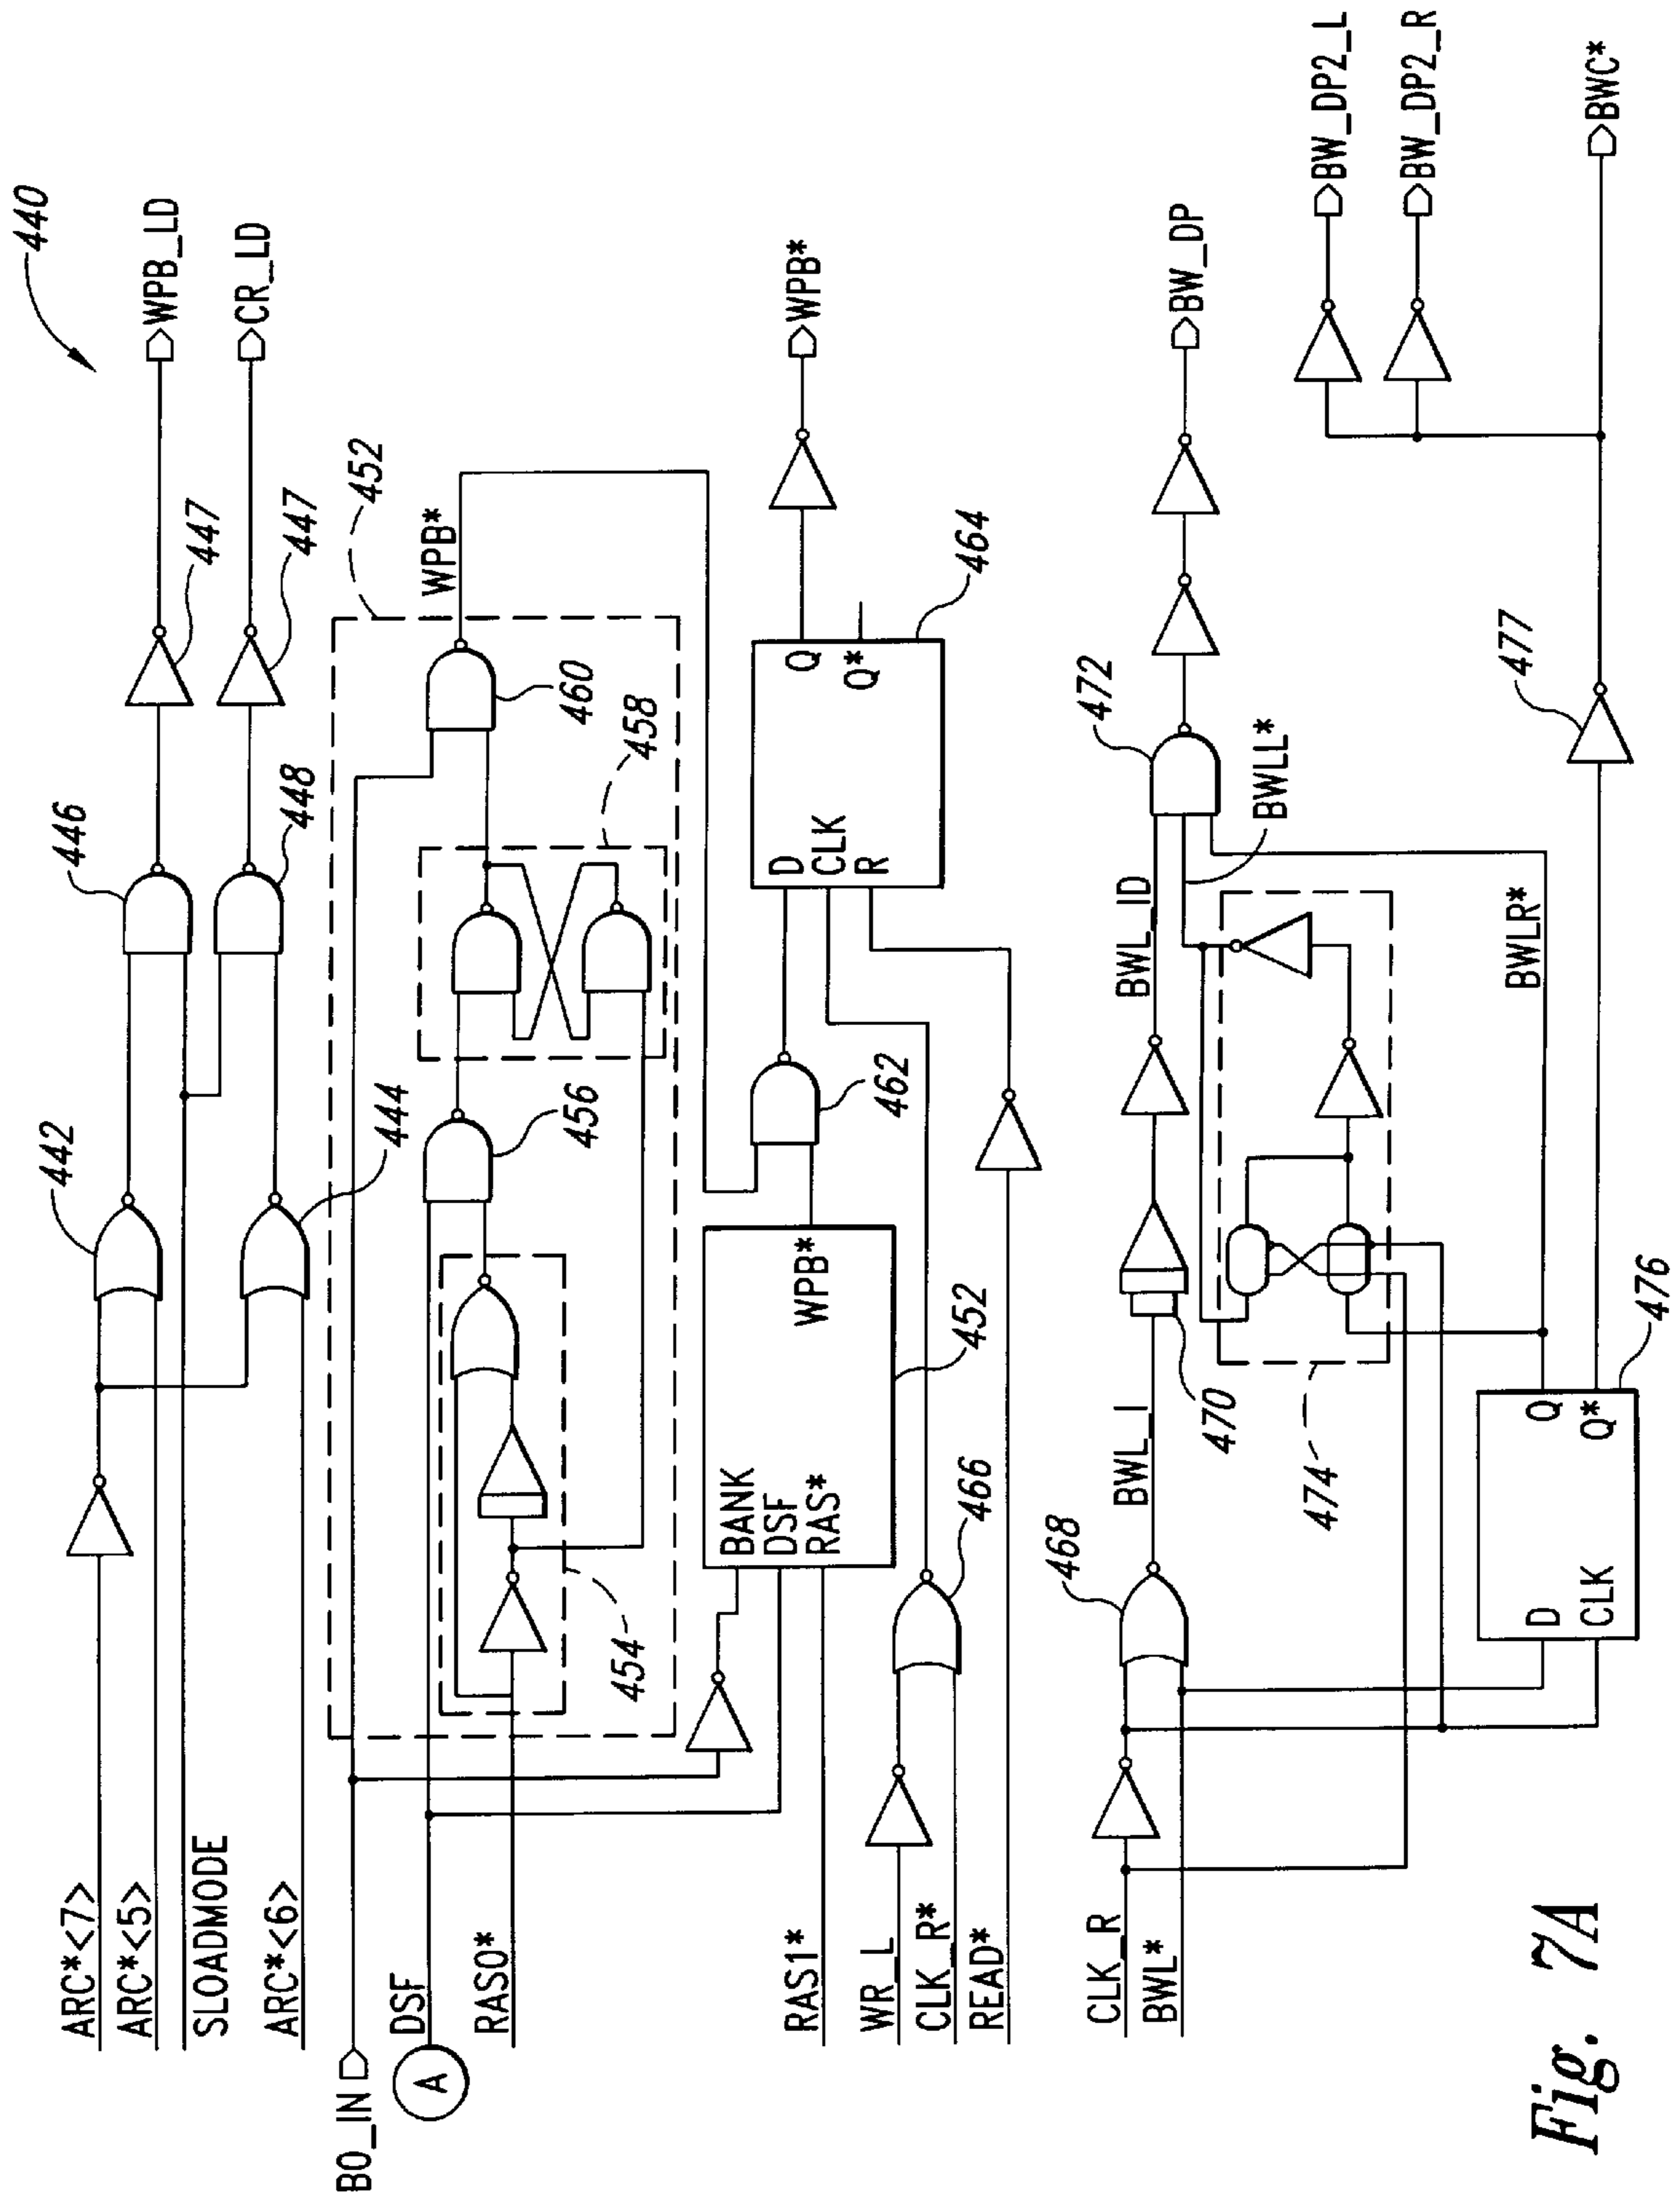 440
ARC*<7>
442
446
447
WPB_LD
ARC*<5>
SLOADMODE
ARC*<6>
444
448
447
CR_LD
BO_IN
452
A
DSF
RAS0*
454
456
458
460
WPB*
BANK
DSF
RAS*
WPB*
452
462
RAS1*
WR_L
CLK_R*
READ*
466
D
CLK
R
Q
Q*
464
WPB*
CLK_R
BWL*
468
BWL_I
470
BWL_ID
472
BWLL*
BW_DP
474
BWLR*
D
CLK
Q
Q*
476
477
BW_DP2_L
BW_DP2_R
BWC*
Fig. 7A